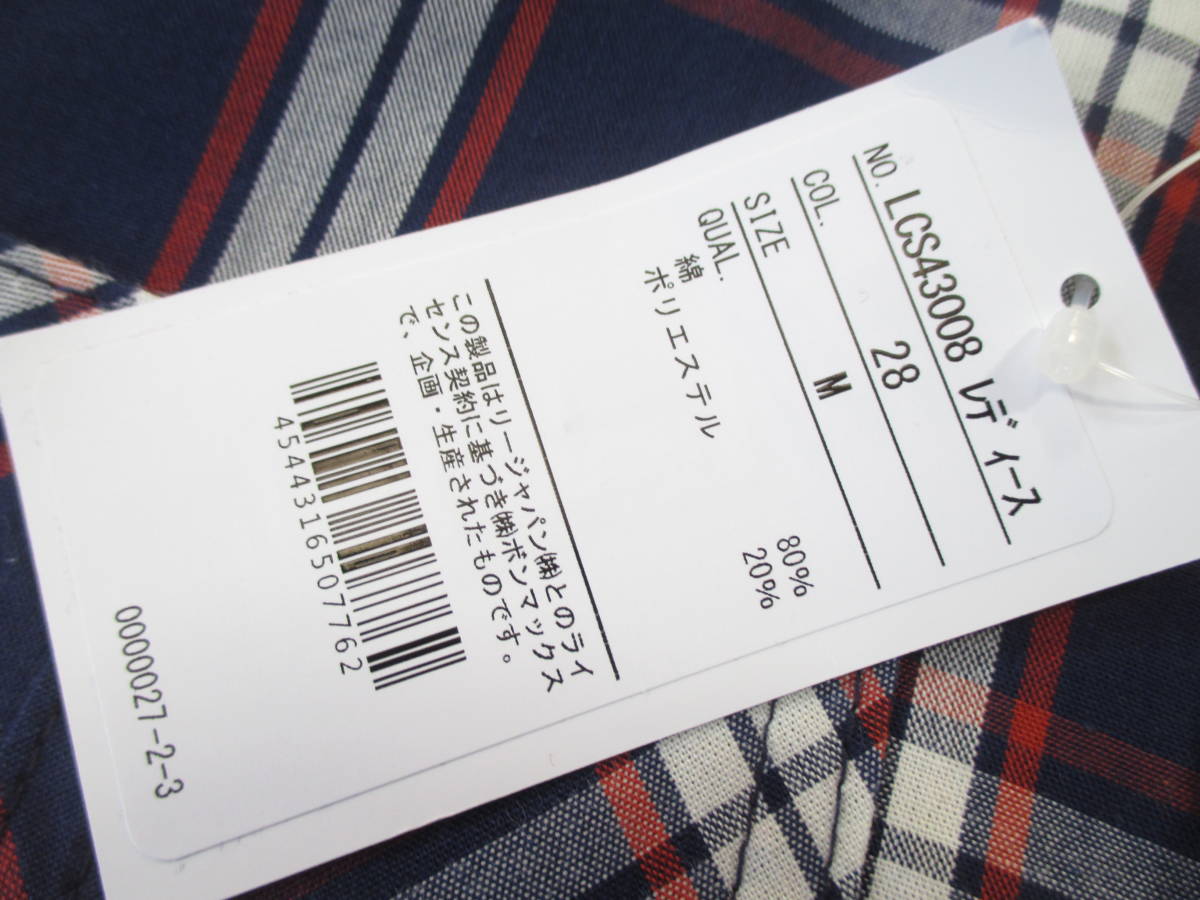 NO. LCS43008 ﾚﾃﾞｨｰｽ
COL. 28
SIZE M
QUAL.
綿 80%
ポリエステル 20%
この製品はリージャパン㈱とのライ
センス契約に基づき㈱ボンマックス
で、企画・生産されたものです。
4544316507762
0000027-2-3